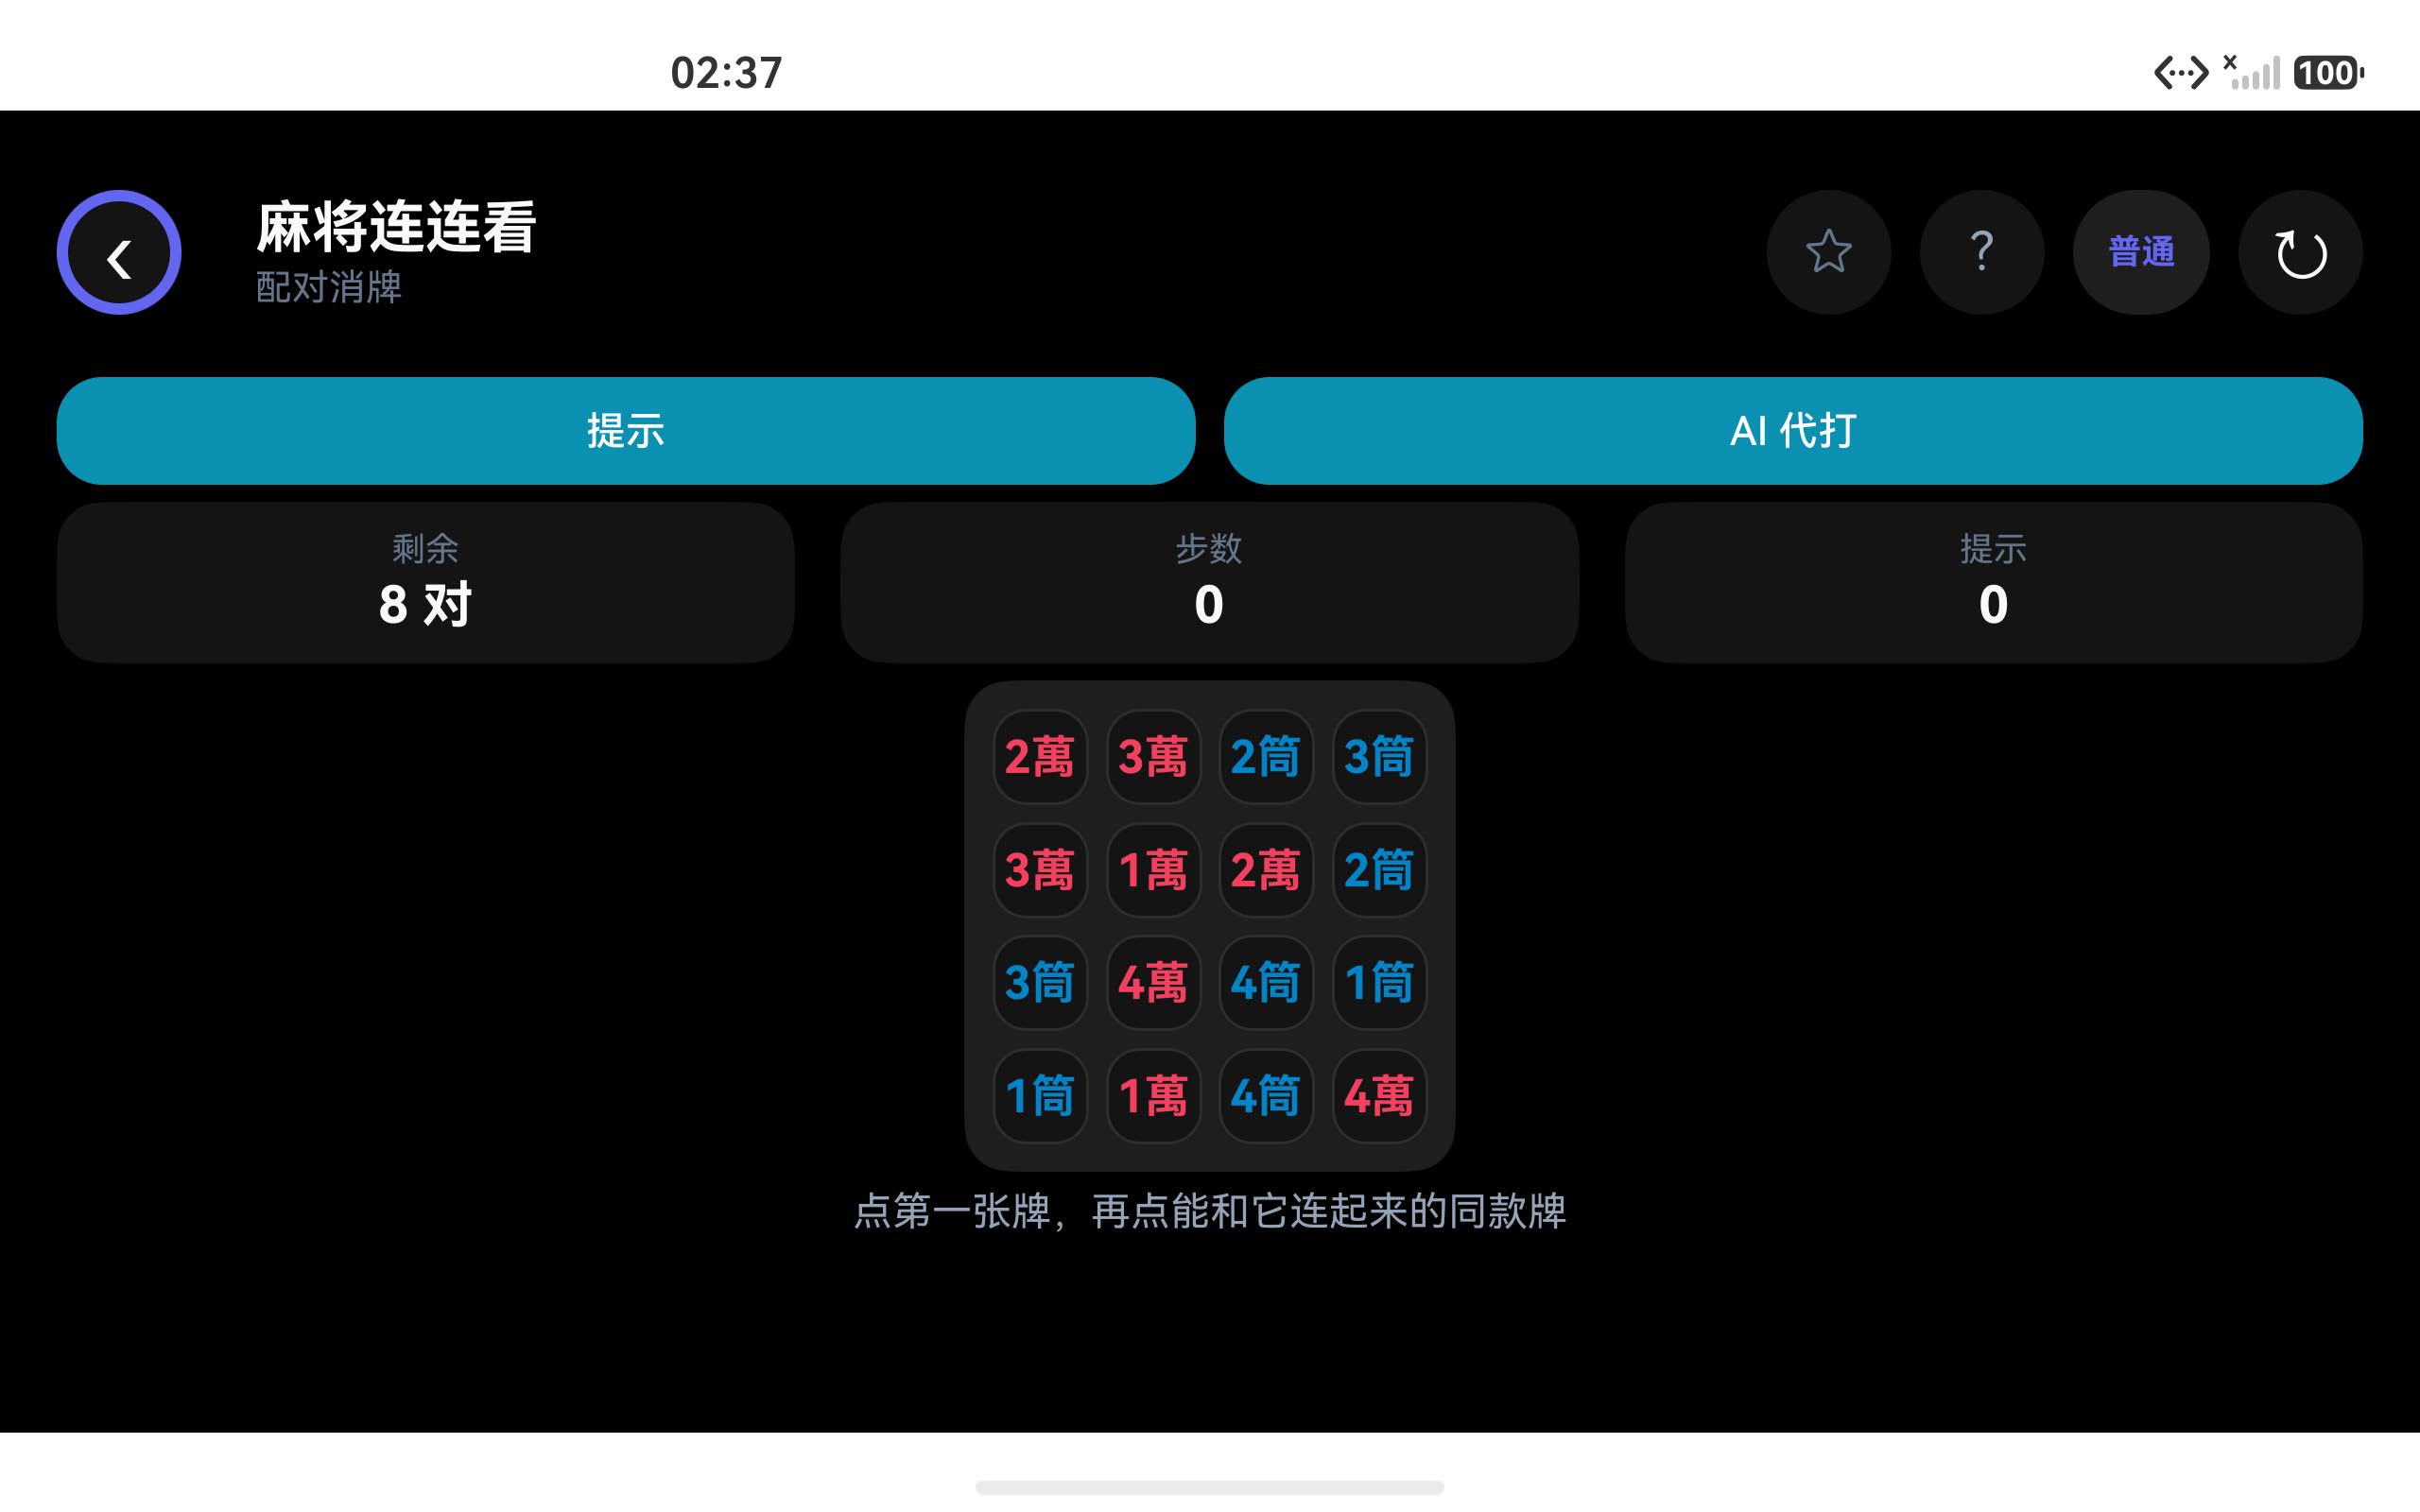 02:37
100
麻将连连看
配对消牌
?
普通
提示
AI 代打
剩余
8 对
步数
0
提示
0
2萬 3萬 2筒 3筒
3萬 1萬 2萬 2筒
3筒 4萬 4筒 1筒
1筒 1萬 4筒 4萬
点第一张牌，再点能和它连起来的同款牌